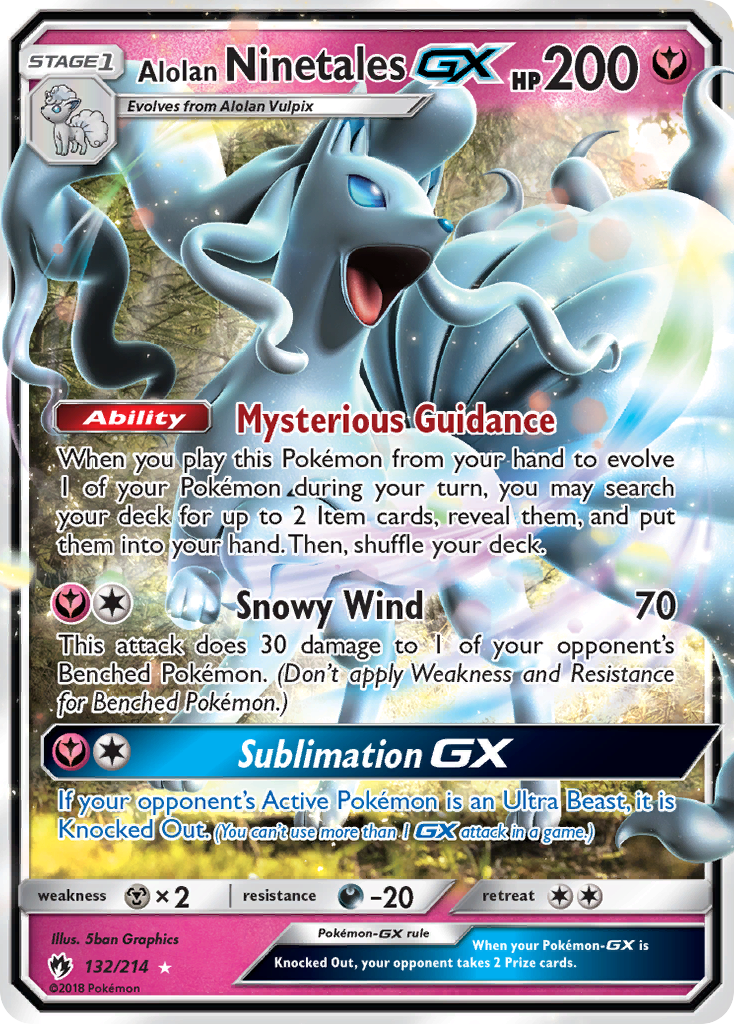 STAGE 1
Alolan Ninetales GX HP 200
Evolves from Alolan Vulpix
Ability Mysterious Guidance
When you play this Pokémon from your hand to evolve
1 of your Pokémon during your turn, you may search
your deck for up to 2 Item cards, reveal them, and put
them into your hand. Then, shuffle your deck.
Snowy Wind 70
This attack does 30 damage to 1 of your opponent's
Benched Pokémon. (Don't apply Weakness and Resistance
for Benched Pokémon.)
Sublimation GX
If your opponent's Active Pokémon is an Ultra Beast, it is
Knocked Out. (You can't use more than 1 GX attack in a game.)
weakness ×2 resistance -20 retreat
Illus. 5ban Graphics
132/214
©2018 Pokémon
Pokémon-GX rule
When your Pokémon-GX is
Knocked Out, your opponent takes 2 Prize cards.